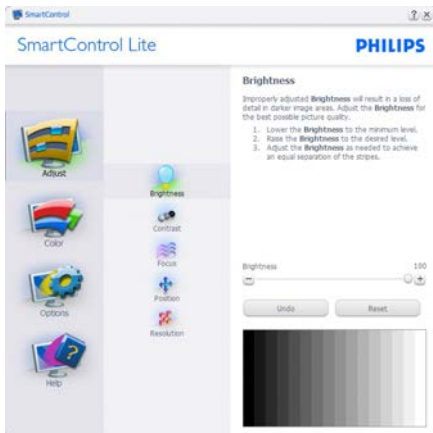 SmartControl
SmartControl Lite
PHILIPS
Adjust
Color
Options
Help
Brightness
Contrast
Focus
Position
Resolution
Brightness
Improperly adjusted Brightness will result in a loss of
detail in darker image areas. Adjust the Brightness for
the best possible picture quality.
1. Lower the Brightness to the minimum level.
2. Raise the Brightness to the desired level.
3. Adjust the Brightness as needed to achieve
an equal separation of the stripes.
Brightness 100
Undo Reset